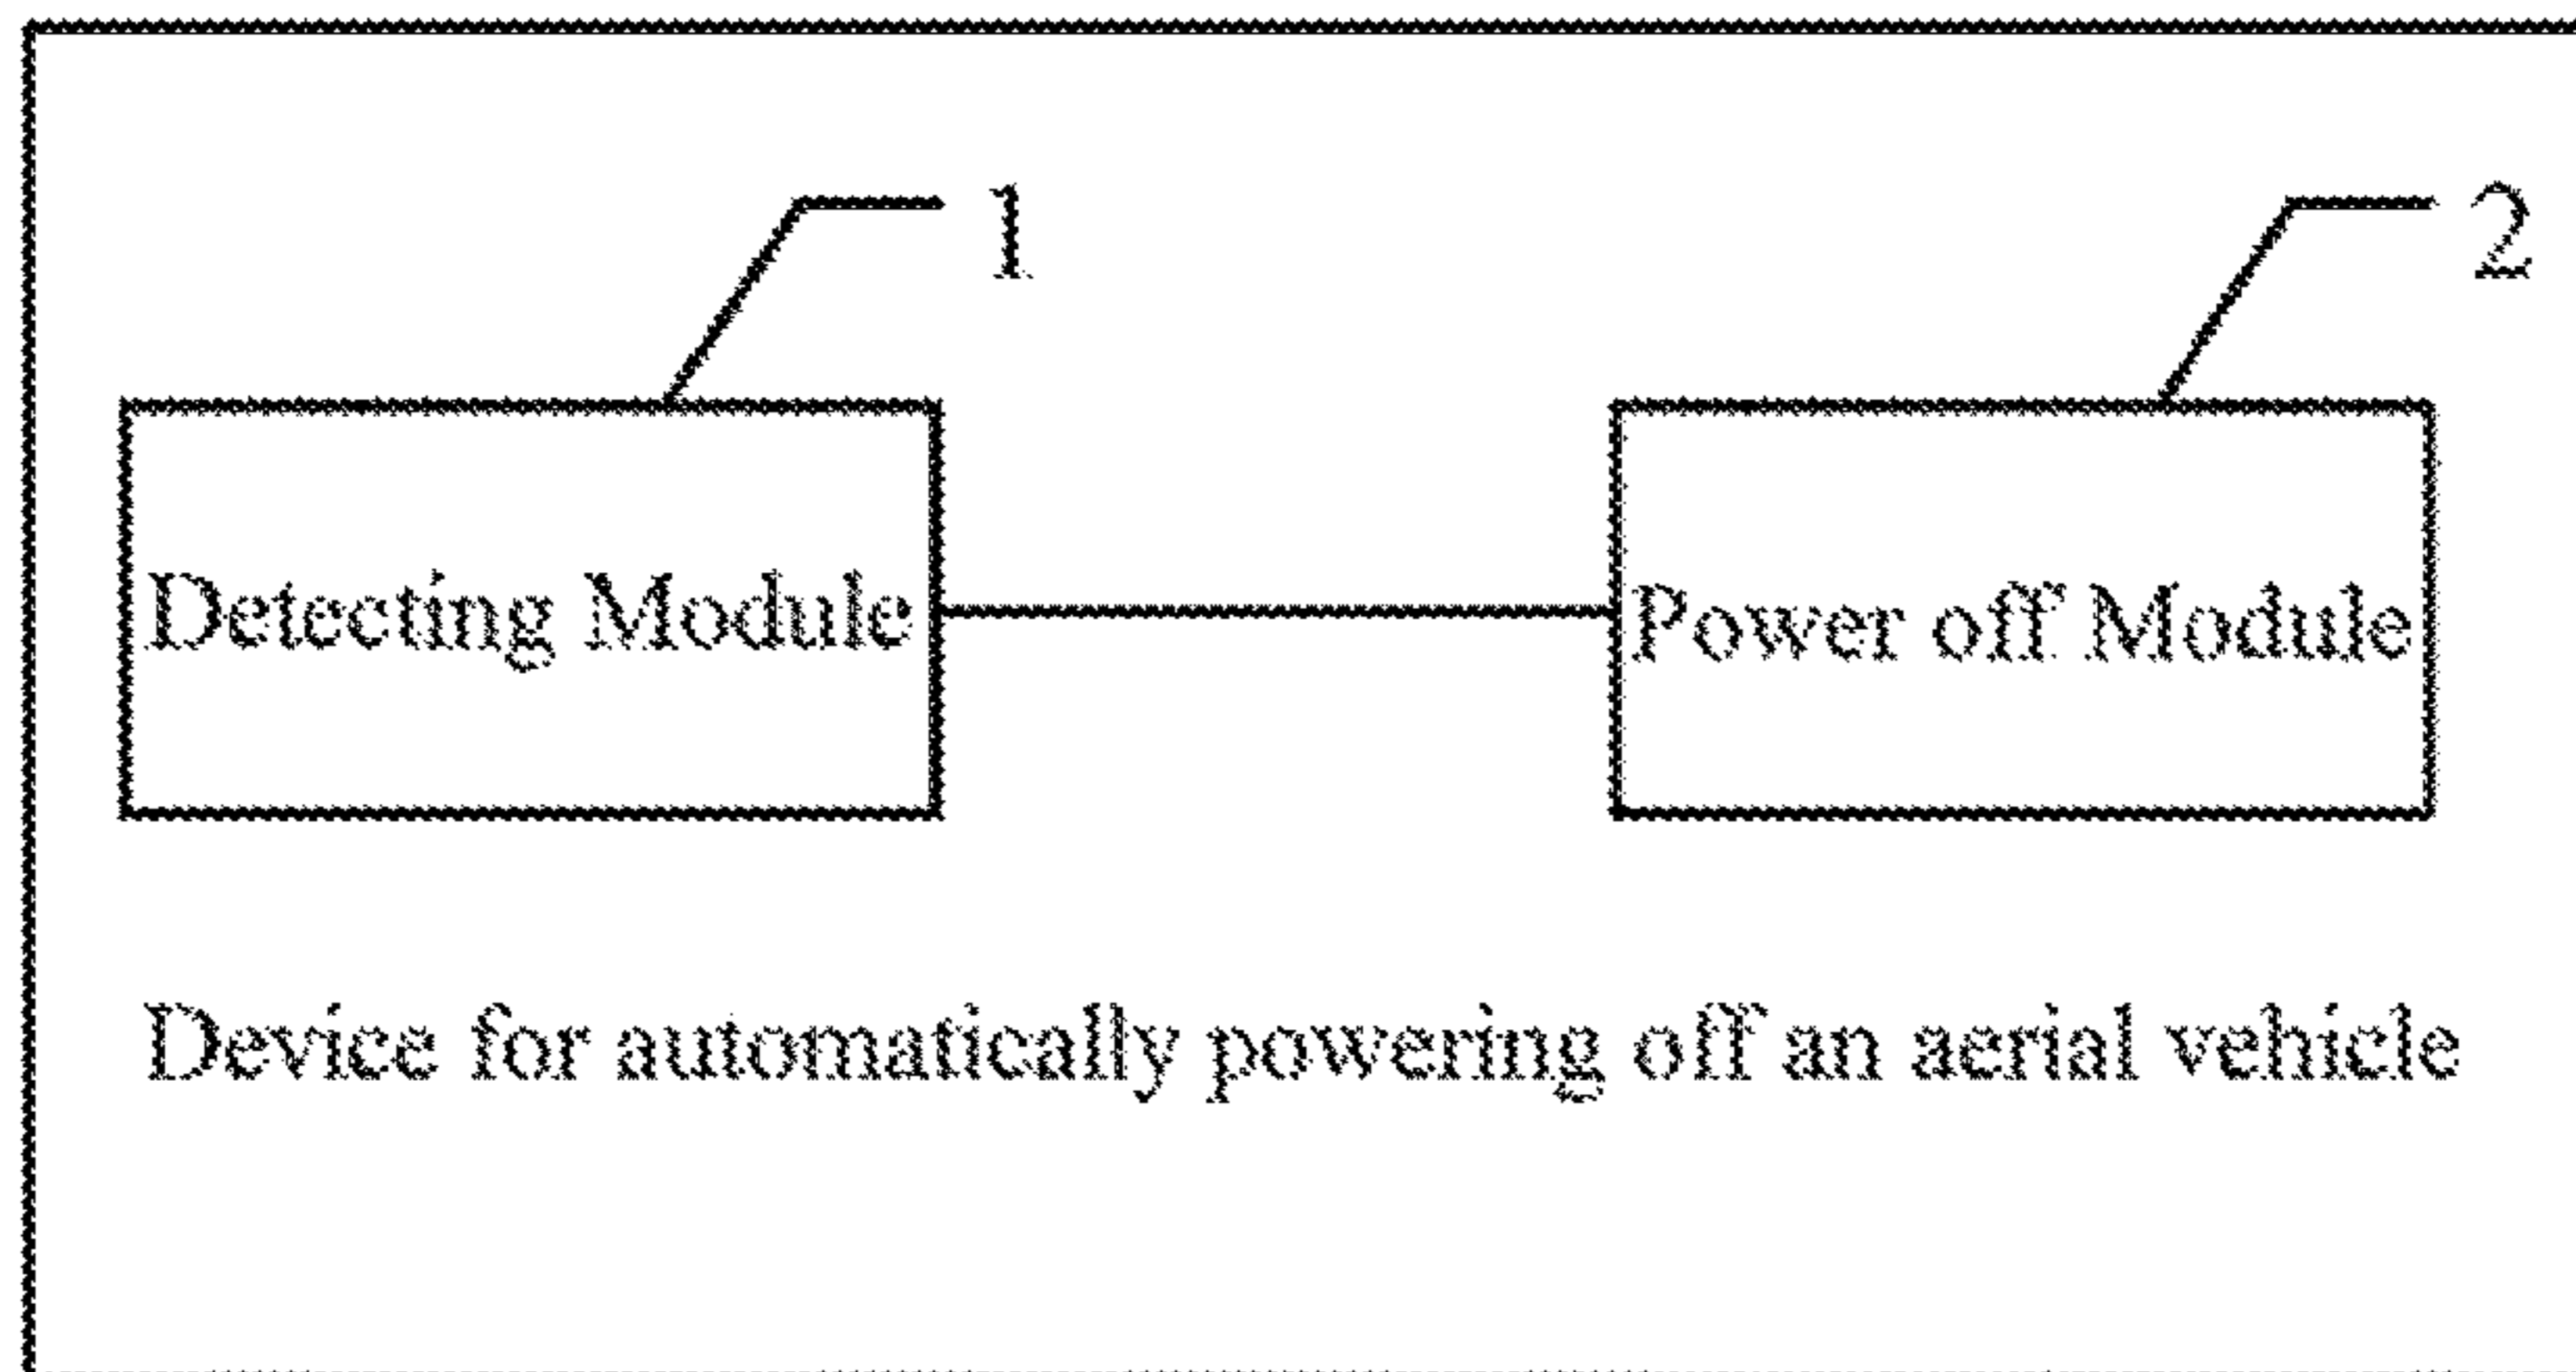 1
2
Detecting Module
Power off Module
Device for automatically powering off an aerial vehicle